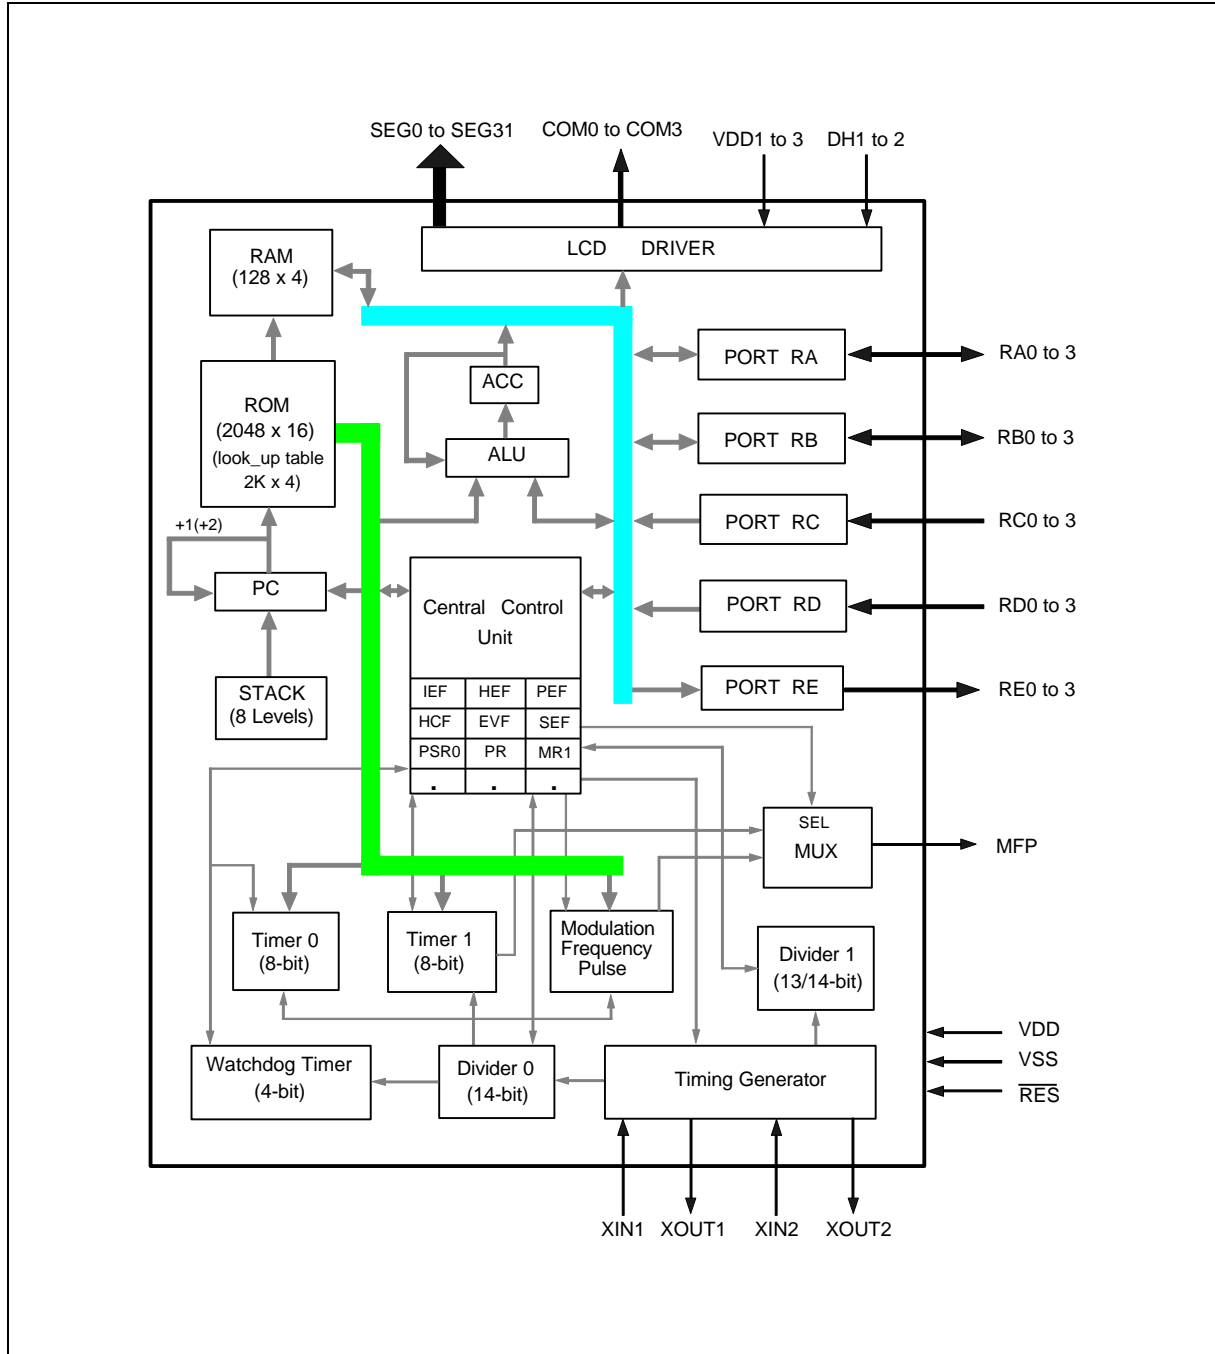 SEG0 to SEG31
COM0 to COM3
VDD1 to 3
DH1 to 2
LCD DRIVER
RAM
(128 x 4)
PORT RA
RA0 to 3
ACC
ROM
(2048 x 16)
(look_up table
2K x 4)
PORT RB
RB0 to 3
ALU
+1(+2)
PORT RC
RC0 to 3
PC
Central Control
Unit
PORT RD
RD0 to 3
STACK
(8 Levels)
PORT RE
RE0 to 3
IEF HEF PEF
HCF EVF SEF
PSR0 PR MR1
. . .
SEL
MUX
MFP
Timer 0
(8-bit)
Timer 1
(8-bit)
Modulation
Frequency
Pulse
Divider 1
(13/14-bit)
VDD
VSS
R̅E̅S̅
Watchdog Timer
(4-bit)
Divider 0
(14-bit)
Timing Generator
XIN1 XOUT1 XIN2 XOUT2